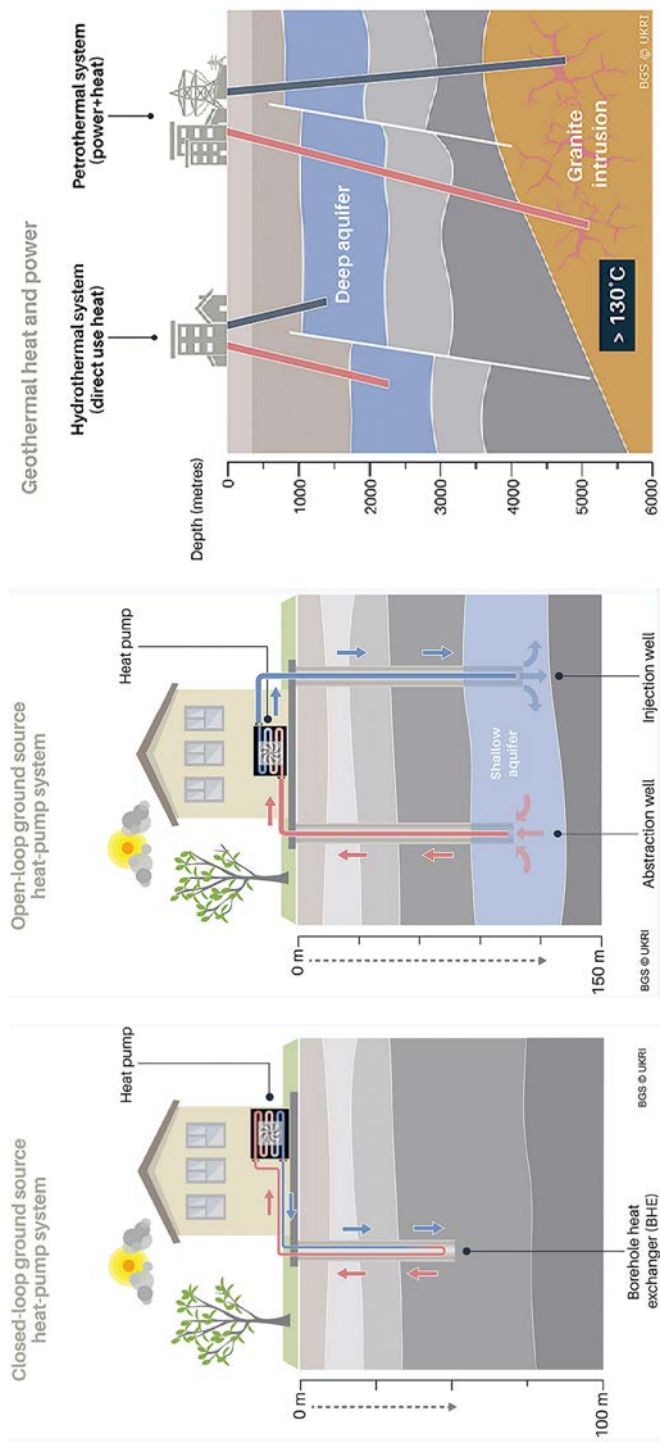 Closed-loop ground source
heat-pump system
Heat pump
0 m
100 m
Borehole heat
exchanger (BHE)
BGS © UKRI
Open-loop ground source
heat-pump system
Heat pump
0 m
150 m
Shallow
aquifer
Abstraction well
Injection well
BGS © UKRI
Geothermal heat and power
Hydrothermal system
(direct use heat)
Petrothermal system
(power+heat)
Depth (metres)
0
1000
2000
3000
4000
5000
6000
Deep aquifer
Granite
intrusion
> 130°C
BGS © UKRI